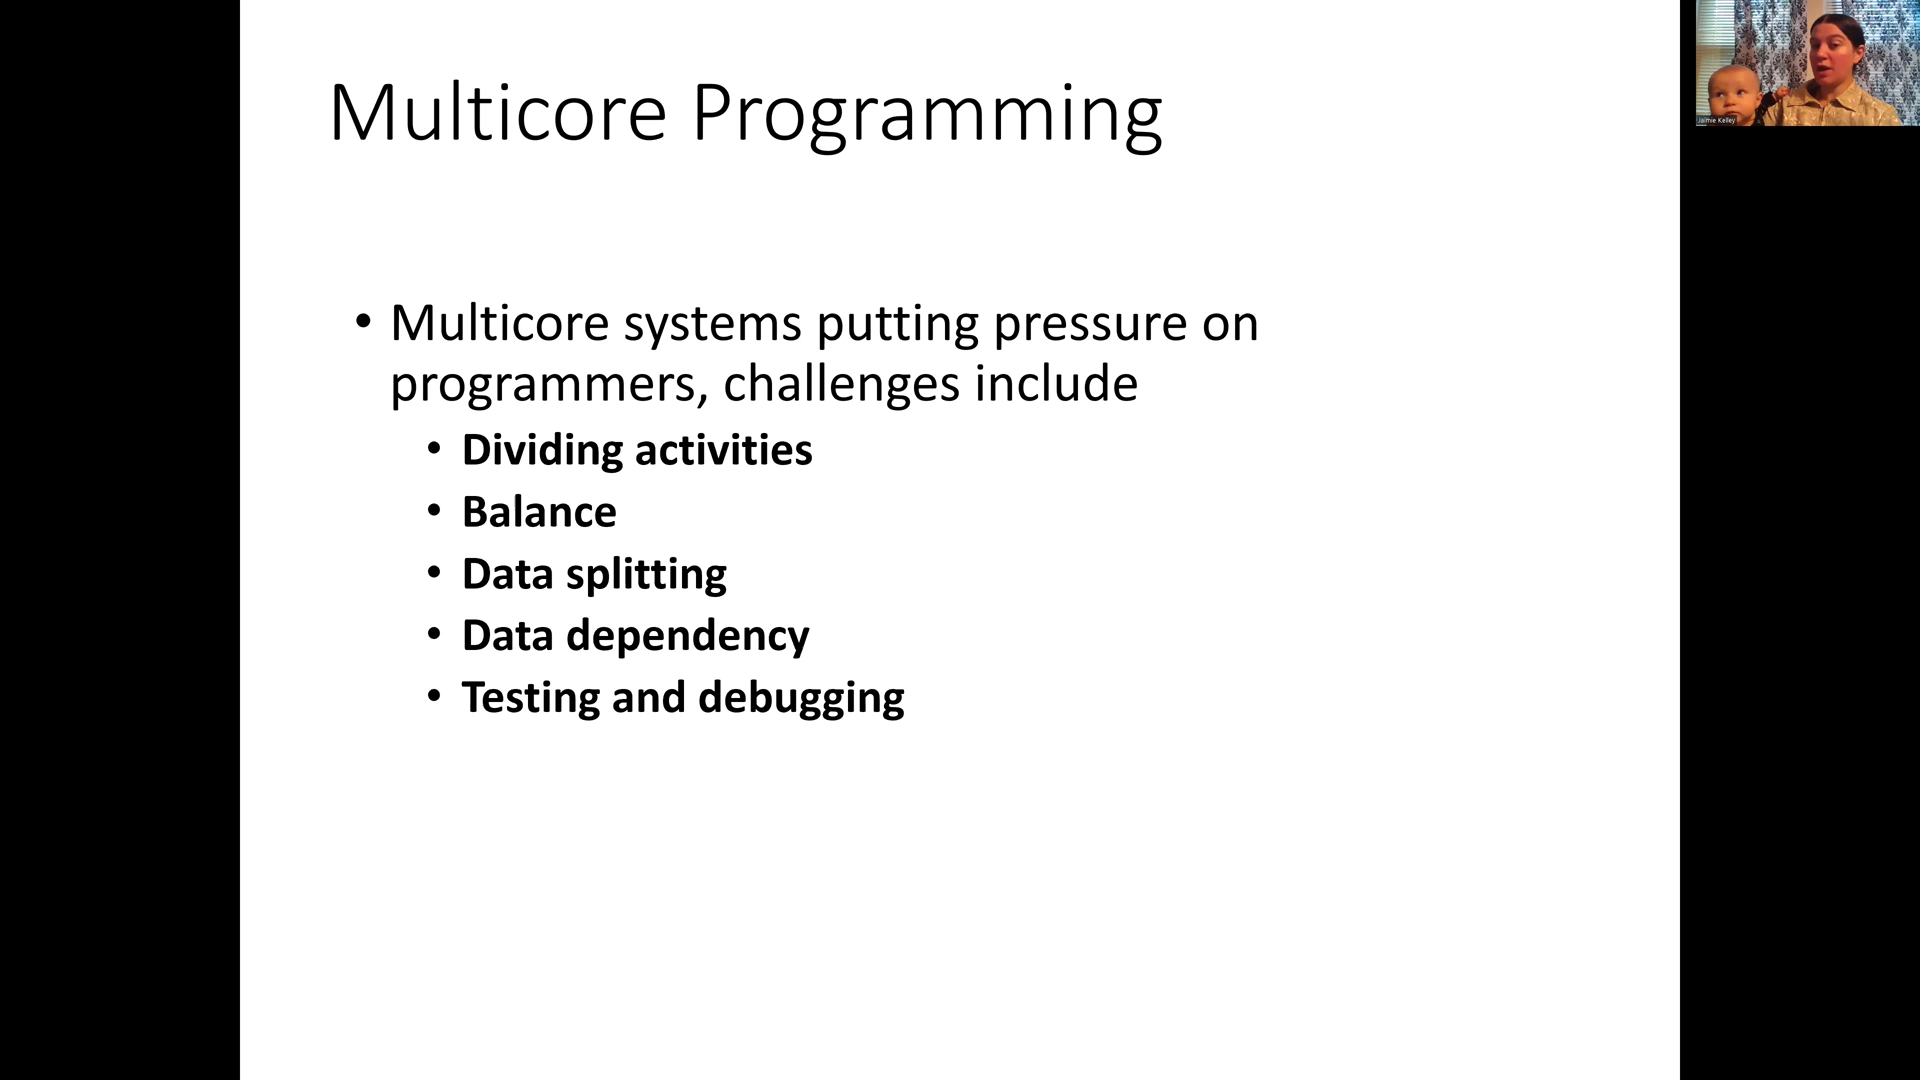 Multicore Programming
• Multicore systems putting pressure on
programmers, challenges include
• Dividing activities
• Balance
• Data splitting
• Data dependency
• Testing and debugging
Jaimie Kelley